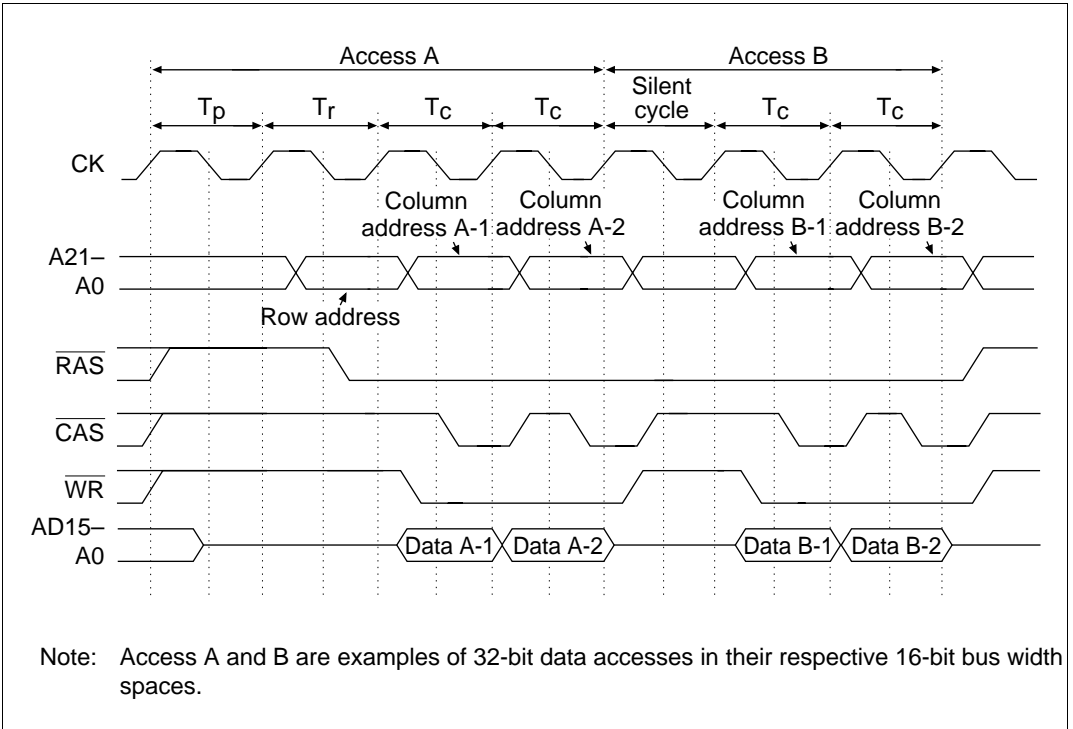 Access A Access B
Silent
cycle
Tp Tr Tc Tc Tc Tc
CK
Column Column Column Column
address A-1 address A-2 address B-1 address B-2
A21–
A0
Row address
RAS
CAS
WR
AD15–
A0
Data A-1 Data A-2 Data B-1 Data B-2
Note: Access A and B are examples of 32-bit data accesses in their respective 16-bit bus width
spaces.